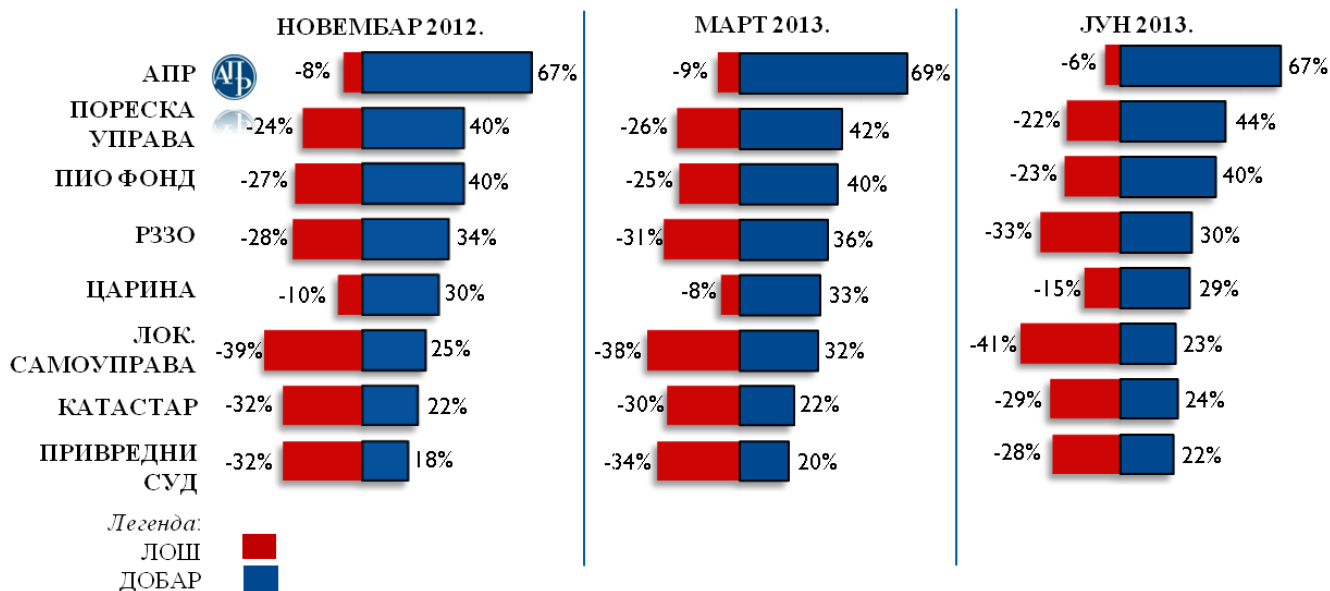 НОВЕМБАР 2012.
МАРТ 2013.
ЈУН 2013.
АПР
АПР
-8%
67%
-9%
69%
-6%
67%
ПОРЕСКА
УПРАВА
-24%
40%
-26%
42%
-22%
44%
ПИО ФОНД
-27%
40%
-25%
40%
-23%
40%
РЗЗО
-28%
34%
-31%
36%
-33%
30%
ЦАРИНА
-10%
30%
-8%
33%
-15%
29%
ЛОК.
САМОУПРАВА
-39%
25%
-38%
32%
-41%
23%
КАТАСТАР
-32%
22%
-30%
22%
-29%
24%
ПРИВРЕДНИ
СУД
-32%
18%
-34%
20%
-28%
22%
Легенда:
ЛОШ
ДОБАР